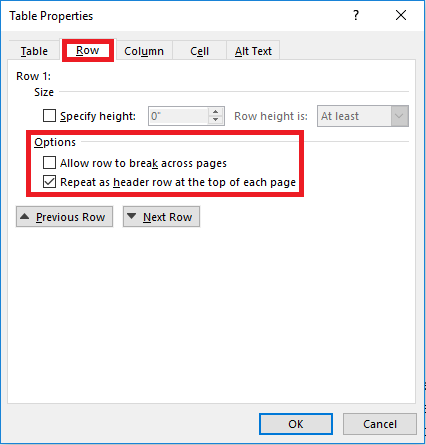 Table Properties
Table Row Column Cell Alt Text
Row 1:
Size
Specify height: 0" Row height is: At least
Options
Allow row to break across pages
Repeat as header row at the top of each page
Previous Row Next Row
OK Cancel